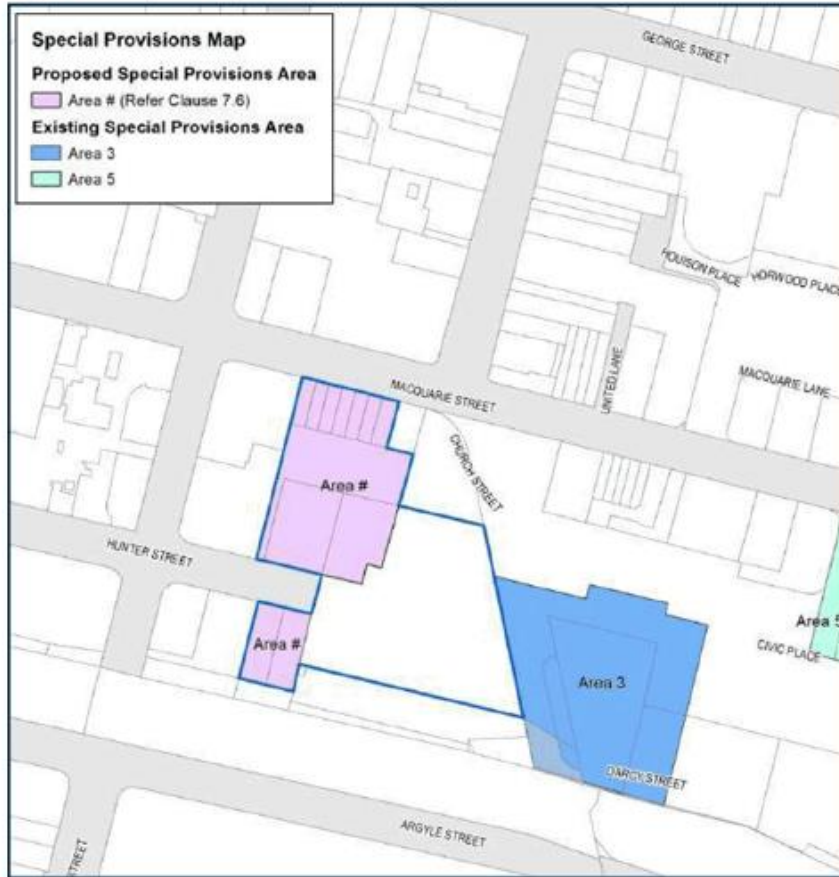 Special Provisions Map
Proposed Special Provisions Area
Area # (Refer Clause 7.6)
Existing Special Provisions Area
Area 3
Area 5
GEORGE STREET
HOUISON PLACE
HORWOOD PLACE
UNITED LANE
MACQUARIE LANE
MACQUARIE STREET
CHURCH STREET
Area #
HUNTER STREET
Area #
Area 5
CIVIC PLACE
Area 3
DARCY STREET
ARGYLE STREET
STREET